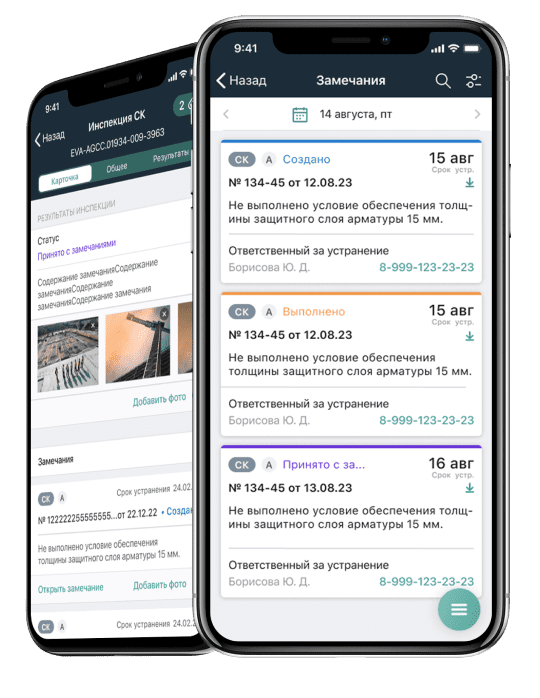 9:41
Назад
Инспекция СК
2
EVA-AGCC.01934-009-3963
Карточка
Общее
Результаты
РЕЗУЛЬТАТЫ ИНСПЕКЦИИ
Статус
Принято с замечаниями
Содержание замечанияСодержание
замечанияСодержание
замечанияСодержание замечания
Добавить фото
Замечания
СК А
Срок устранения 24.02.
№ 122222255555555...от 22.12.22 • Созда
Не выполнено условие обеспечения
толщины защитного слоя арматуры 15 мм.
Открыть замечание
Добавить фото
СК А
Срок устранения 24.02.
9:41
Назад
Замечания
14 августа, пт
СК А Создано
15 авг
Срок устр.
№ 134-45 от 12.08.23
Не выполнено условие обеспечения толщ-
ины защитного слоя арматуры 15 мм.
Ответственный за устранение
Борисова Ю. Д.
8-999-123-23-23
СК А Выполнено
15 авг
Срок устр.
№ 134-45 от 12.08.23
Не выполнено условие обеспечения
толщины защитного слоя арматуры 15 мм.
Ответственный за устранение
Борисова Ю. Д.
8-999-123-23-23
СК А Принято с за...
16 авг
Срок устр.
№ 134-45 от 13.08.23
Не выполнено условие обеспечения толщ-
ины защитного слоя арматуры 15 мм.
Ответственный за устранение
Борисова Ю. Д.
8-999-123-23-23